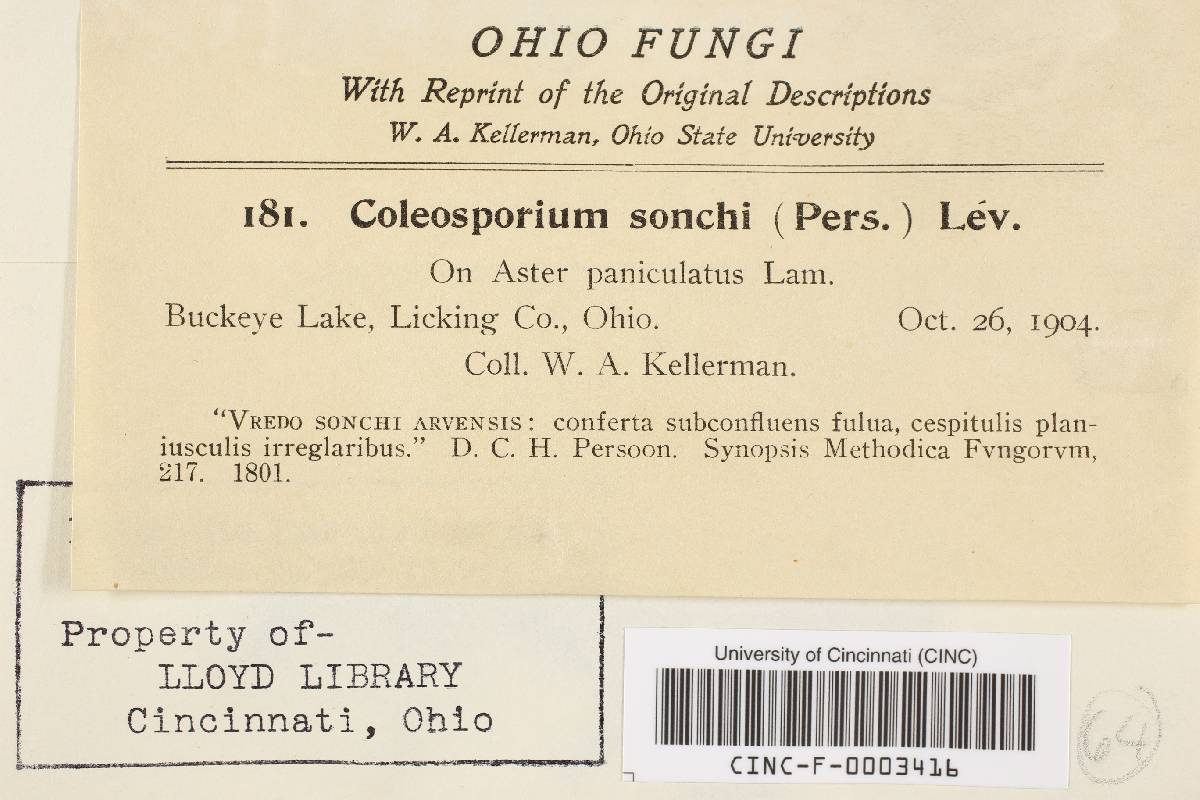 OHIO FUNGI
With Reprint of the Original Descriptions
W. A. Kellerman, Ohio State University
181. Coleosporium sonchi (Pers.) Lév.
On Aster paniculatus Lam.
Buckeye Lake, Licking Co., Ohio. Oct. 26, 1904.
Coll. W. A. Kellerman.
“VREDO SONCHI ARVENSIS: conferta subconfluens fulua, cespitulis plan-
iusculis irreglaribus.” D. C. H. Persoon. Synopsis Methodica Fvngorvm,
217. 1801.
Property of-
LLOYD LIBRARY
Cincinnati, Ohio
University of Cincinnati (CINC)
CINC-F-0003416
64